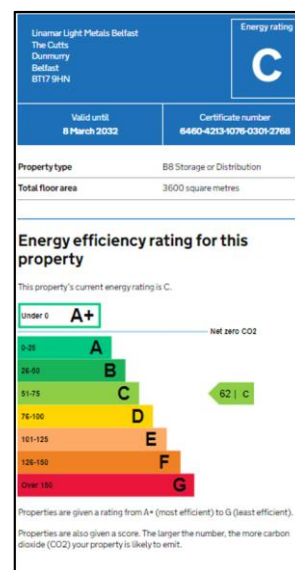 Linamar Light Metals Belfast
The Cutts
Dunmurry
Belfast
BT17 9HN
Energy rating
C
Valid until
8 March 2032
Certificate number
6460-4213-1076-0301-2768
Property type
B8 Storage or Distribution
Total floor area
3600 square metres
Energy efficiency rating for this
property
This property's current energy rating is C.
Under 0 A+
Net zero CO2
0-25 A
26-50 B
51-75 C
62 | C
76-100 D
101-125 E
126-150 F
Over 150 G
Properties are given a rating from A+ (most efficient) to G (least efficient).
Properties are also given a score. The larger the number, the more carbon
dioxide (CO2) your property is likely to emit.